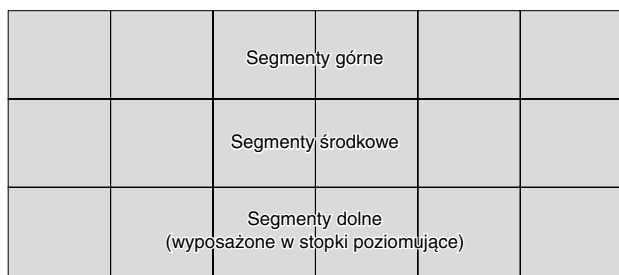 Segmenty górne
Segmenty środkowe
Segmenty dolne
(wyposażone w stopki poziomujące)